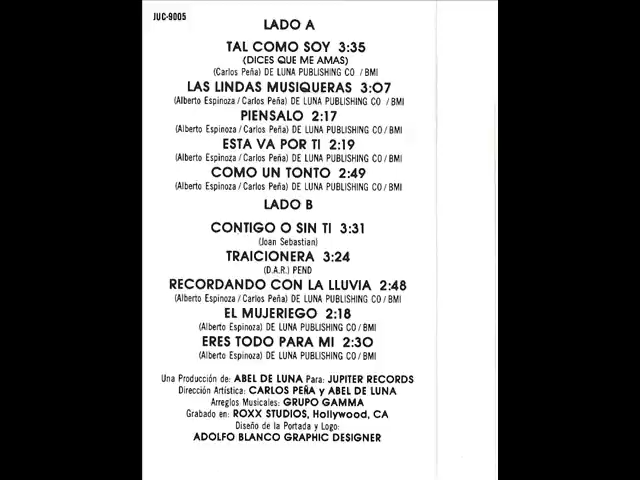 JUC-9005
LADO A
TAL COMO SOY 3:35
(DICES QUE ME AMAS)
(Carlos Peña) DE LUNA PUBLISHING CO / BMI
LAS LINDAS MUSIQUERAS 3:07
(Alberto Espinoza / Carlos Peña) DE LUNA PUBLISHING CO / BMI
PIENSALO 2:17
(Alberto Espinoza / Carlos Peña) DE LUNA PUBLISHING CO / BMI
ESTA VA POR TI 2:19
(Alberto Espinoza / Carlos Peña) DE LUNA PUBLISHING CO / BMI
COMO UN TONTO 2:49
(Alberto Espinoza / Carlos Peña) DE LUNA PUBLISHING CO / BMI
LADO B
CONTIGO O SIN TI 3:31
(Joan Sebastian)
TRAICIONERA 3:24
(D.A.R.) PEND
RECORDANDO CON LA LLUVIA 2:48
(Alberto Espinoza / Carlos Peña) DE LUNA PUBLISHING CO / BMI
EL MUJERIEGO 2:18
(Alberto Espinoza) DE LUNA PUBLISHING CO / BMI
ERES TODO PARA MI 2:30
(Alberto Espinoza) DE LUNA PUBLISHING CO / BMI
Una Producción de: ABEL DE LUNA Para: JUPITER RECORDS
Dirección Artística: CARLOS PEÑA y ABEL DE LUNA
Arreglos Musicales: GRUPO GAMMA
Grabado en: ROXX STUDIOS, Hollywood, CA
Diseño de la Portada y Logo:
ADOLFO BLANCO GRAPHIC DESIGNER